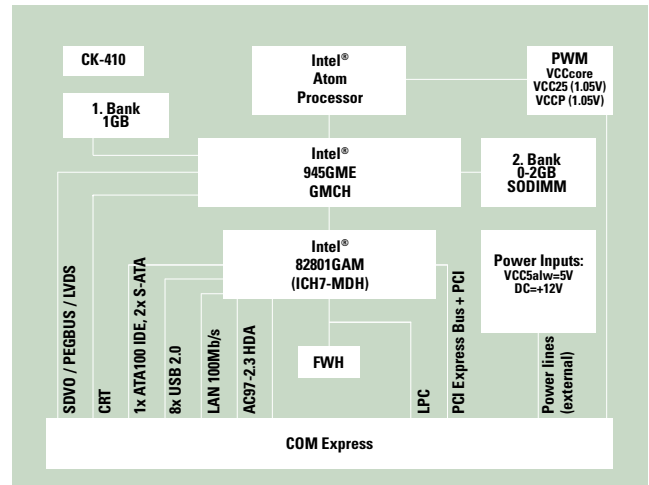 CK-410
Intel®
Atom
Processor
PWM
VCCcore
VCC25 (1.05V)
VCCP (1.05V)
1. Bank
1GB
Intel®
945GME
GMCH
2. Bank
0-2GB
SODIMM
Intel®
82801GAM
(ICH7-MDH)
Power Inputs:
VCC5alw=5V
DC=+12V
SDVO / PEGBUS / LVDS
CRT
1x ATA100 IDE, 2x S-ATA
8x USB 2.0
LAN 100Mb/s
AC97-2.3 HDA
FWH
LPC
PCI Express Bus + PCI
Power lines
(external)
COM Express